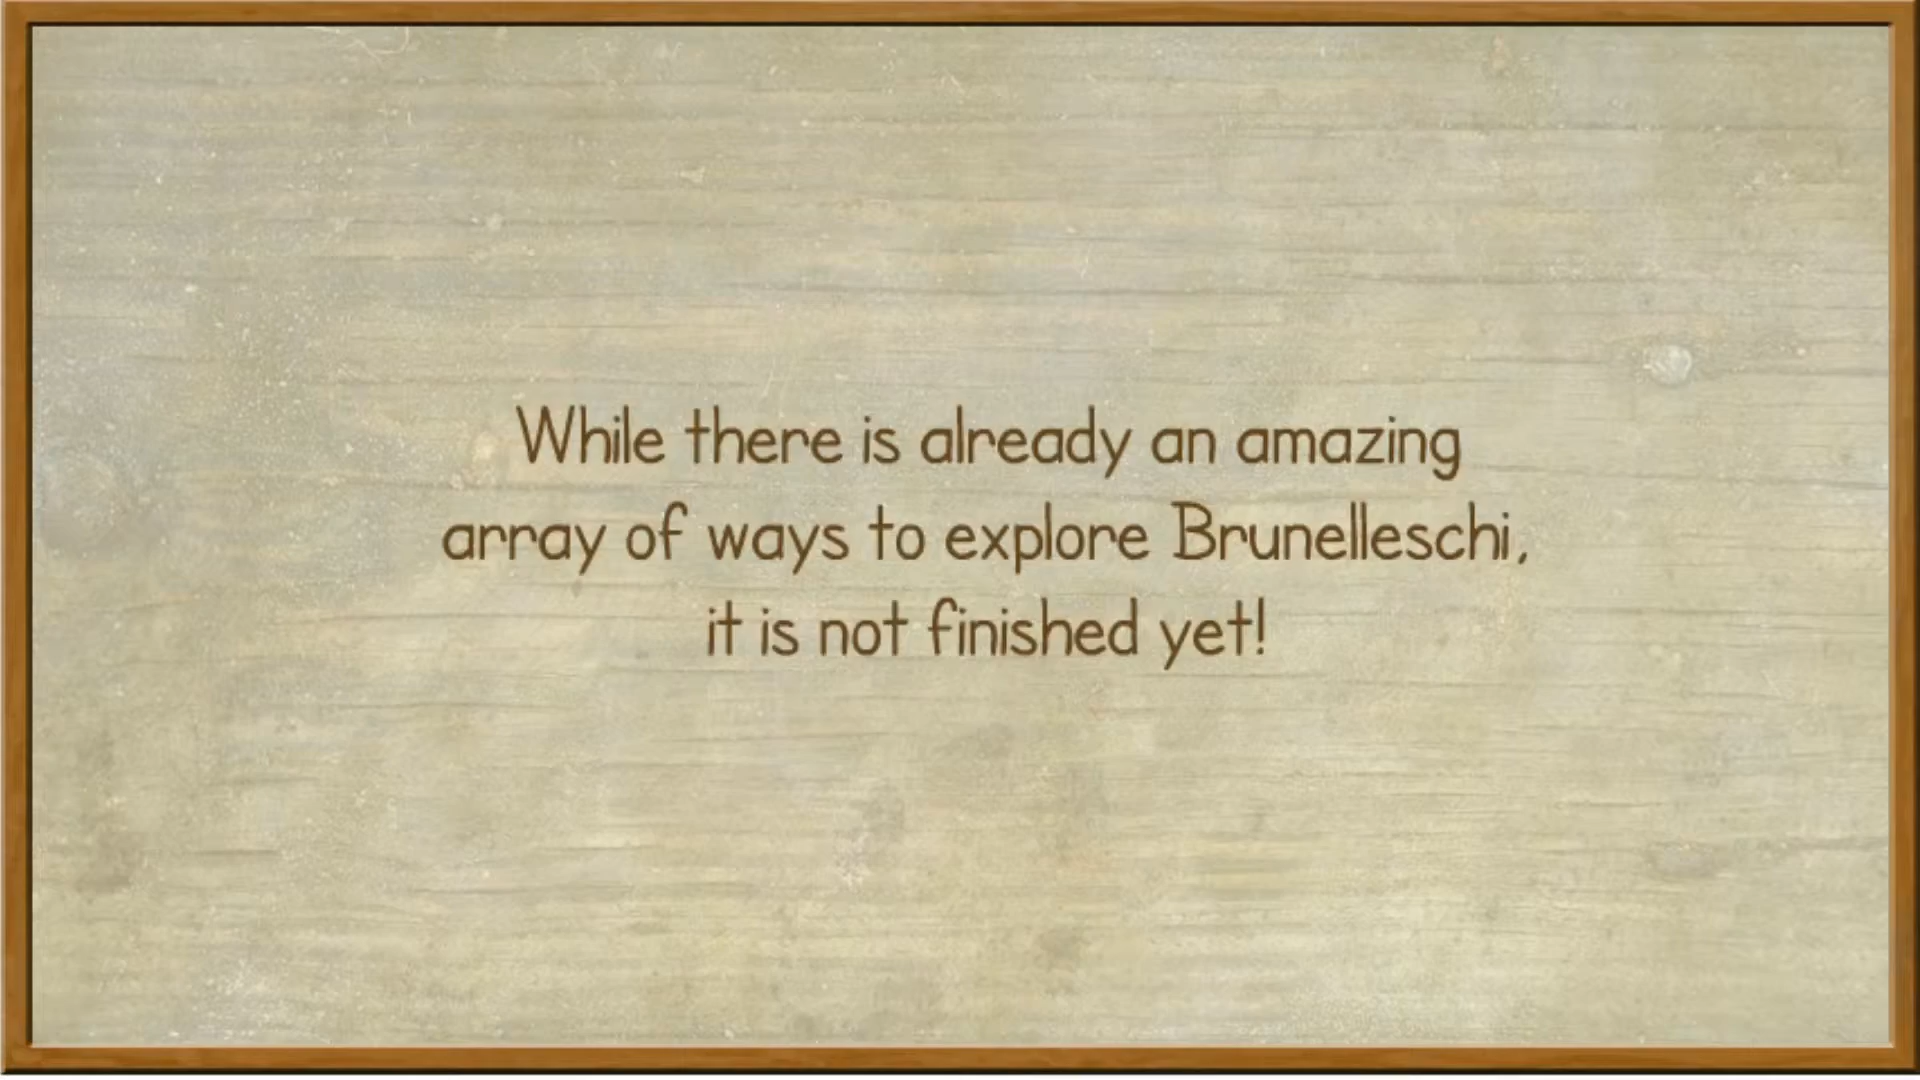 While there is already an amazing
array of ways to explore Brunelleschi,
it is not finished yet!